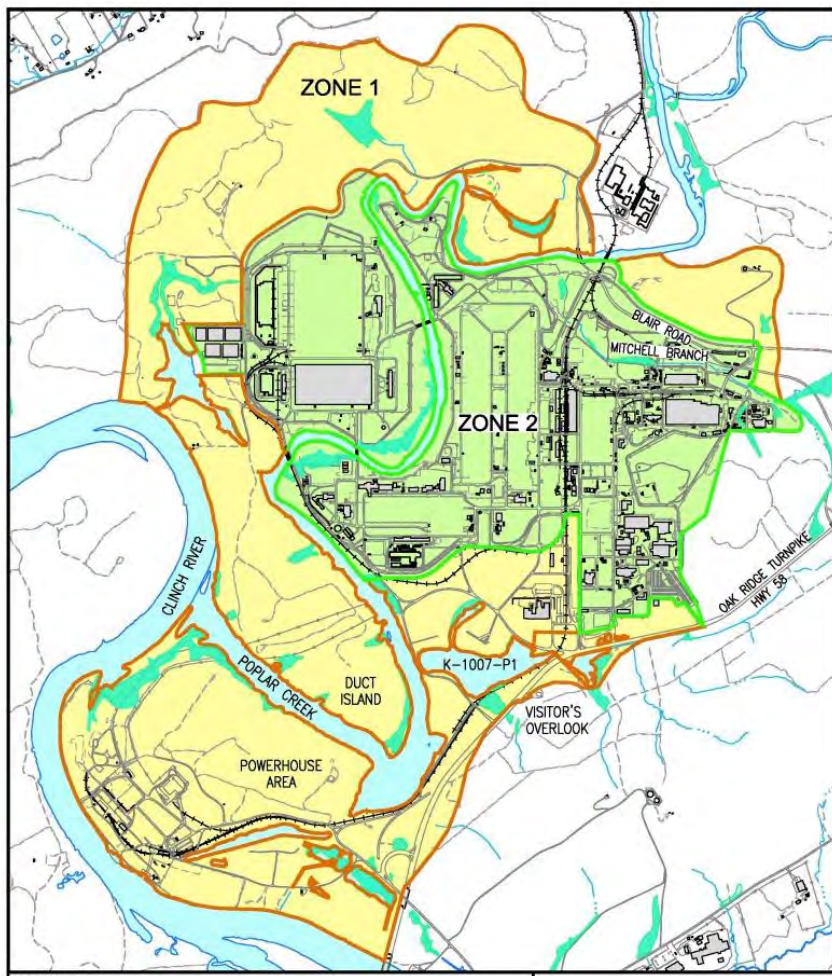 ZONE 1
BLAIR ROAD
MITCHELL BRANCH
ZONE 2
CLINCH RIVER
OAK RIDGE TURNPIKE
HWY 58
POPLAR CREEK
K-1007-P1
DUCT
ISLAND
VISITOR'S
OVERLOOK
POWERHOUSE
AREA